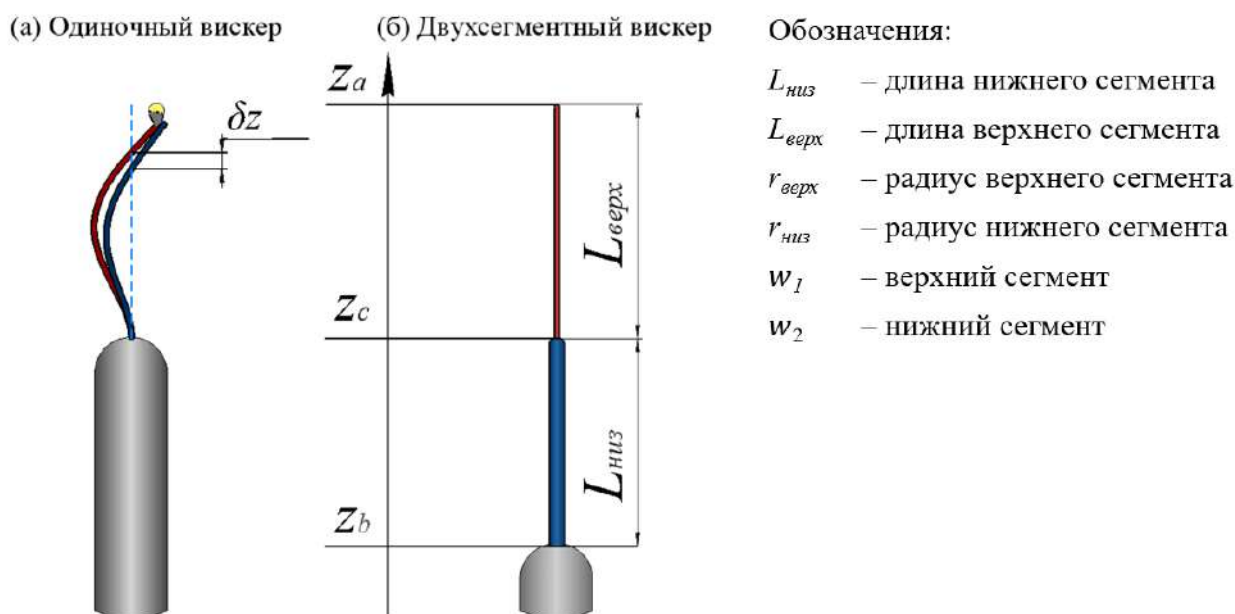 (а) Одиночный вискер
(б) Двухсегментный вискер
Обозначения:
Lниз – длина нижнего сегмента
Lверх – длина верхнего сегмента
rверх – радиус верхнего сегмента
rниз – радиус нижнего сегмента
w1 – верхний сегмент
w2 – нижний сегмент
δz
Za
Lверх
Zc
Lниз
Zb